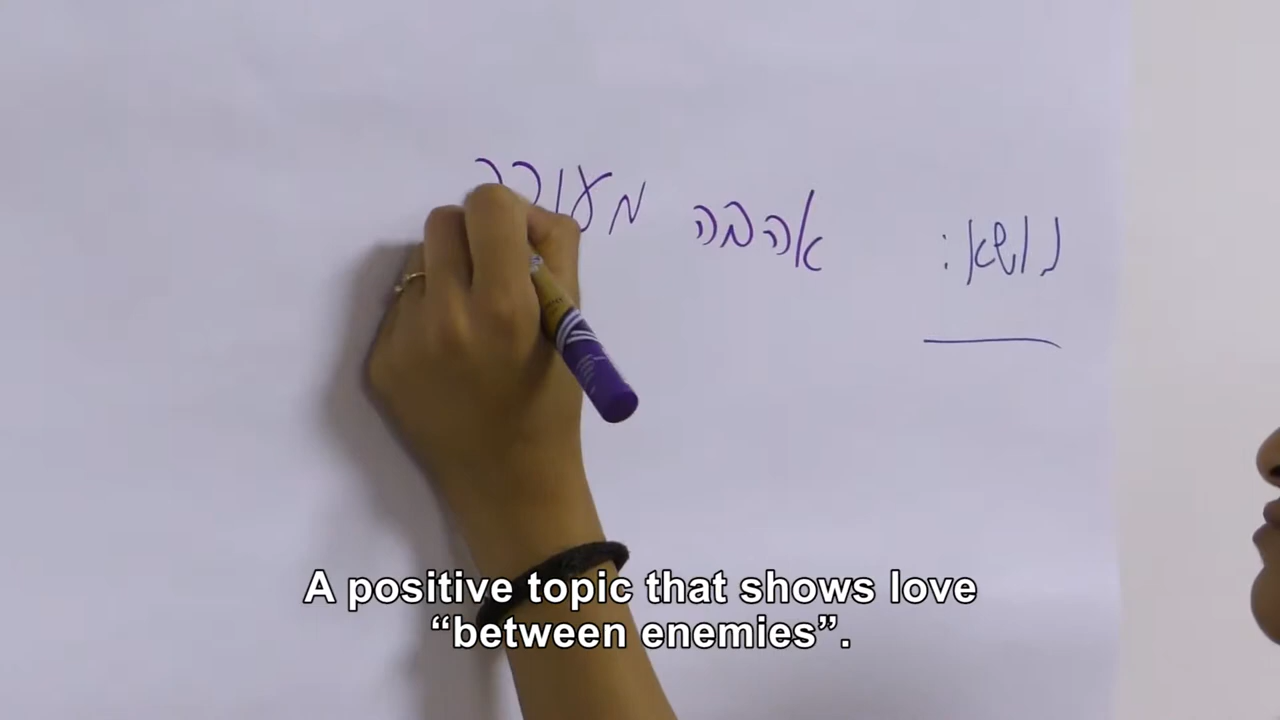 נושא: אהבה
A positive topic that shows love
“between enemies”.